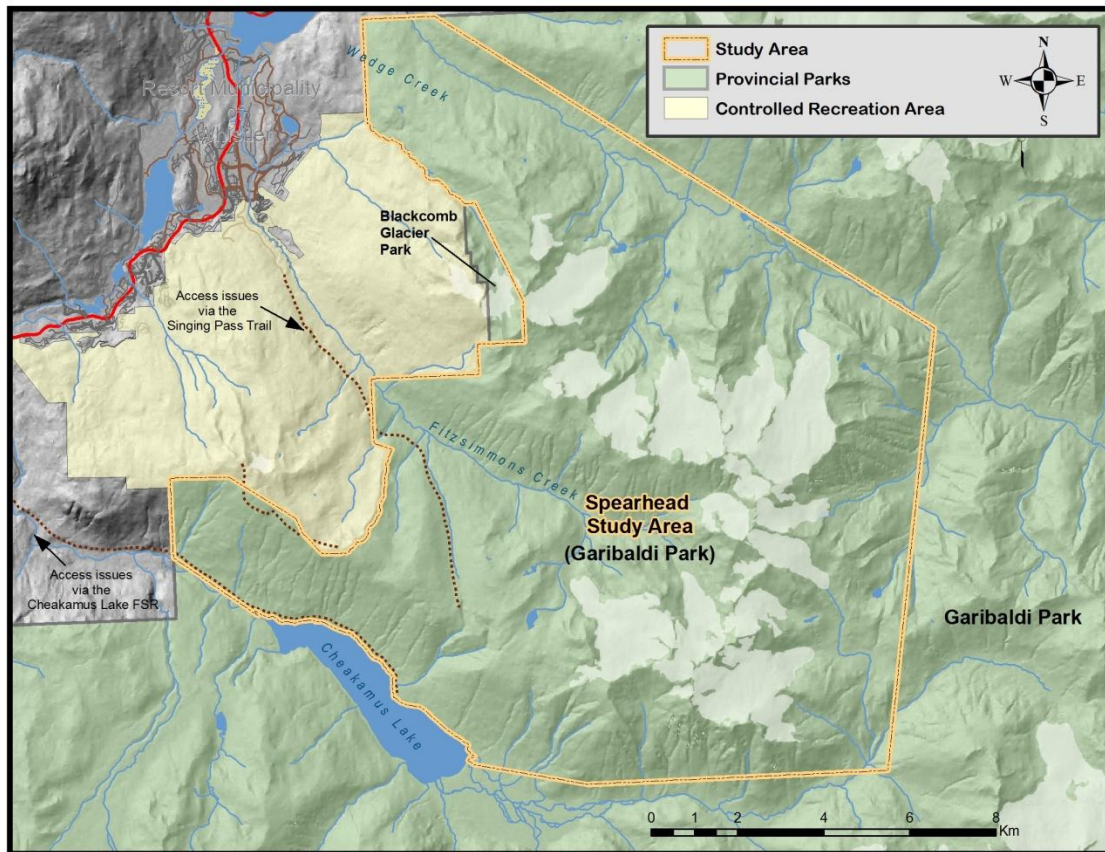 Study Area
Provincial Parks
Controlled Recreation Area
N
W
E
S
Wedge Creek
Resort Municipality
of
Whistler
Blackcomb
Glacier
Park
Access issues
via the
Singing Pass Trail
Fitzsimmons Creek
Spearhead
Study Area
(Garibaldi Park)
Access issues
via the
Cheakamus Lake FSR
Garibaldi Park
Cheakamus Lake
0 1 2 4 6 8
Km